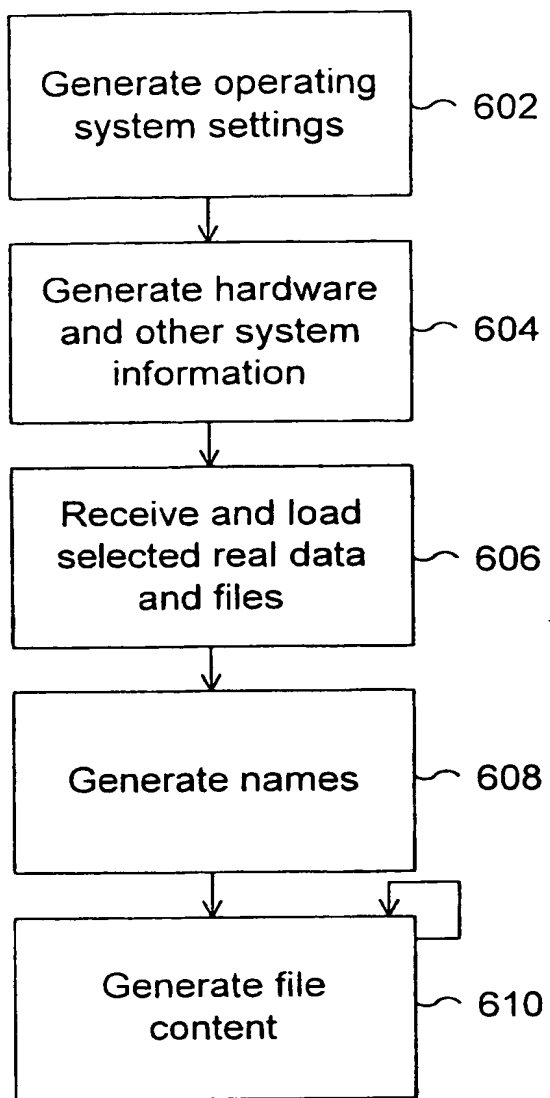 Generate operating
system settings
602
Generate hardware
and other system
information
604
Receive and load
selected real data
and files
606
Generate names
608
Generate file
content
610